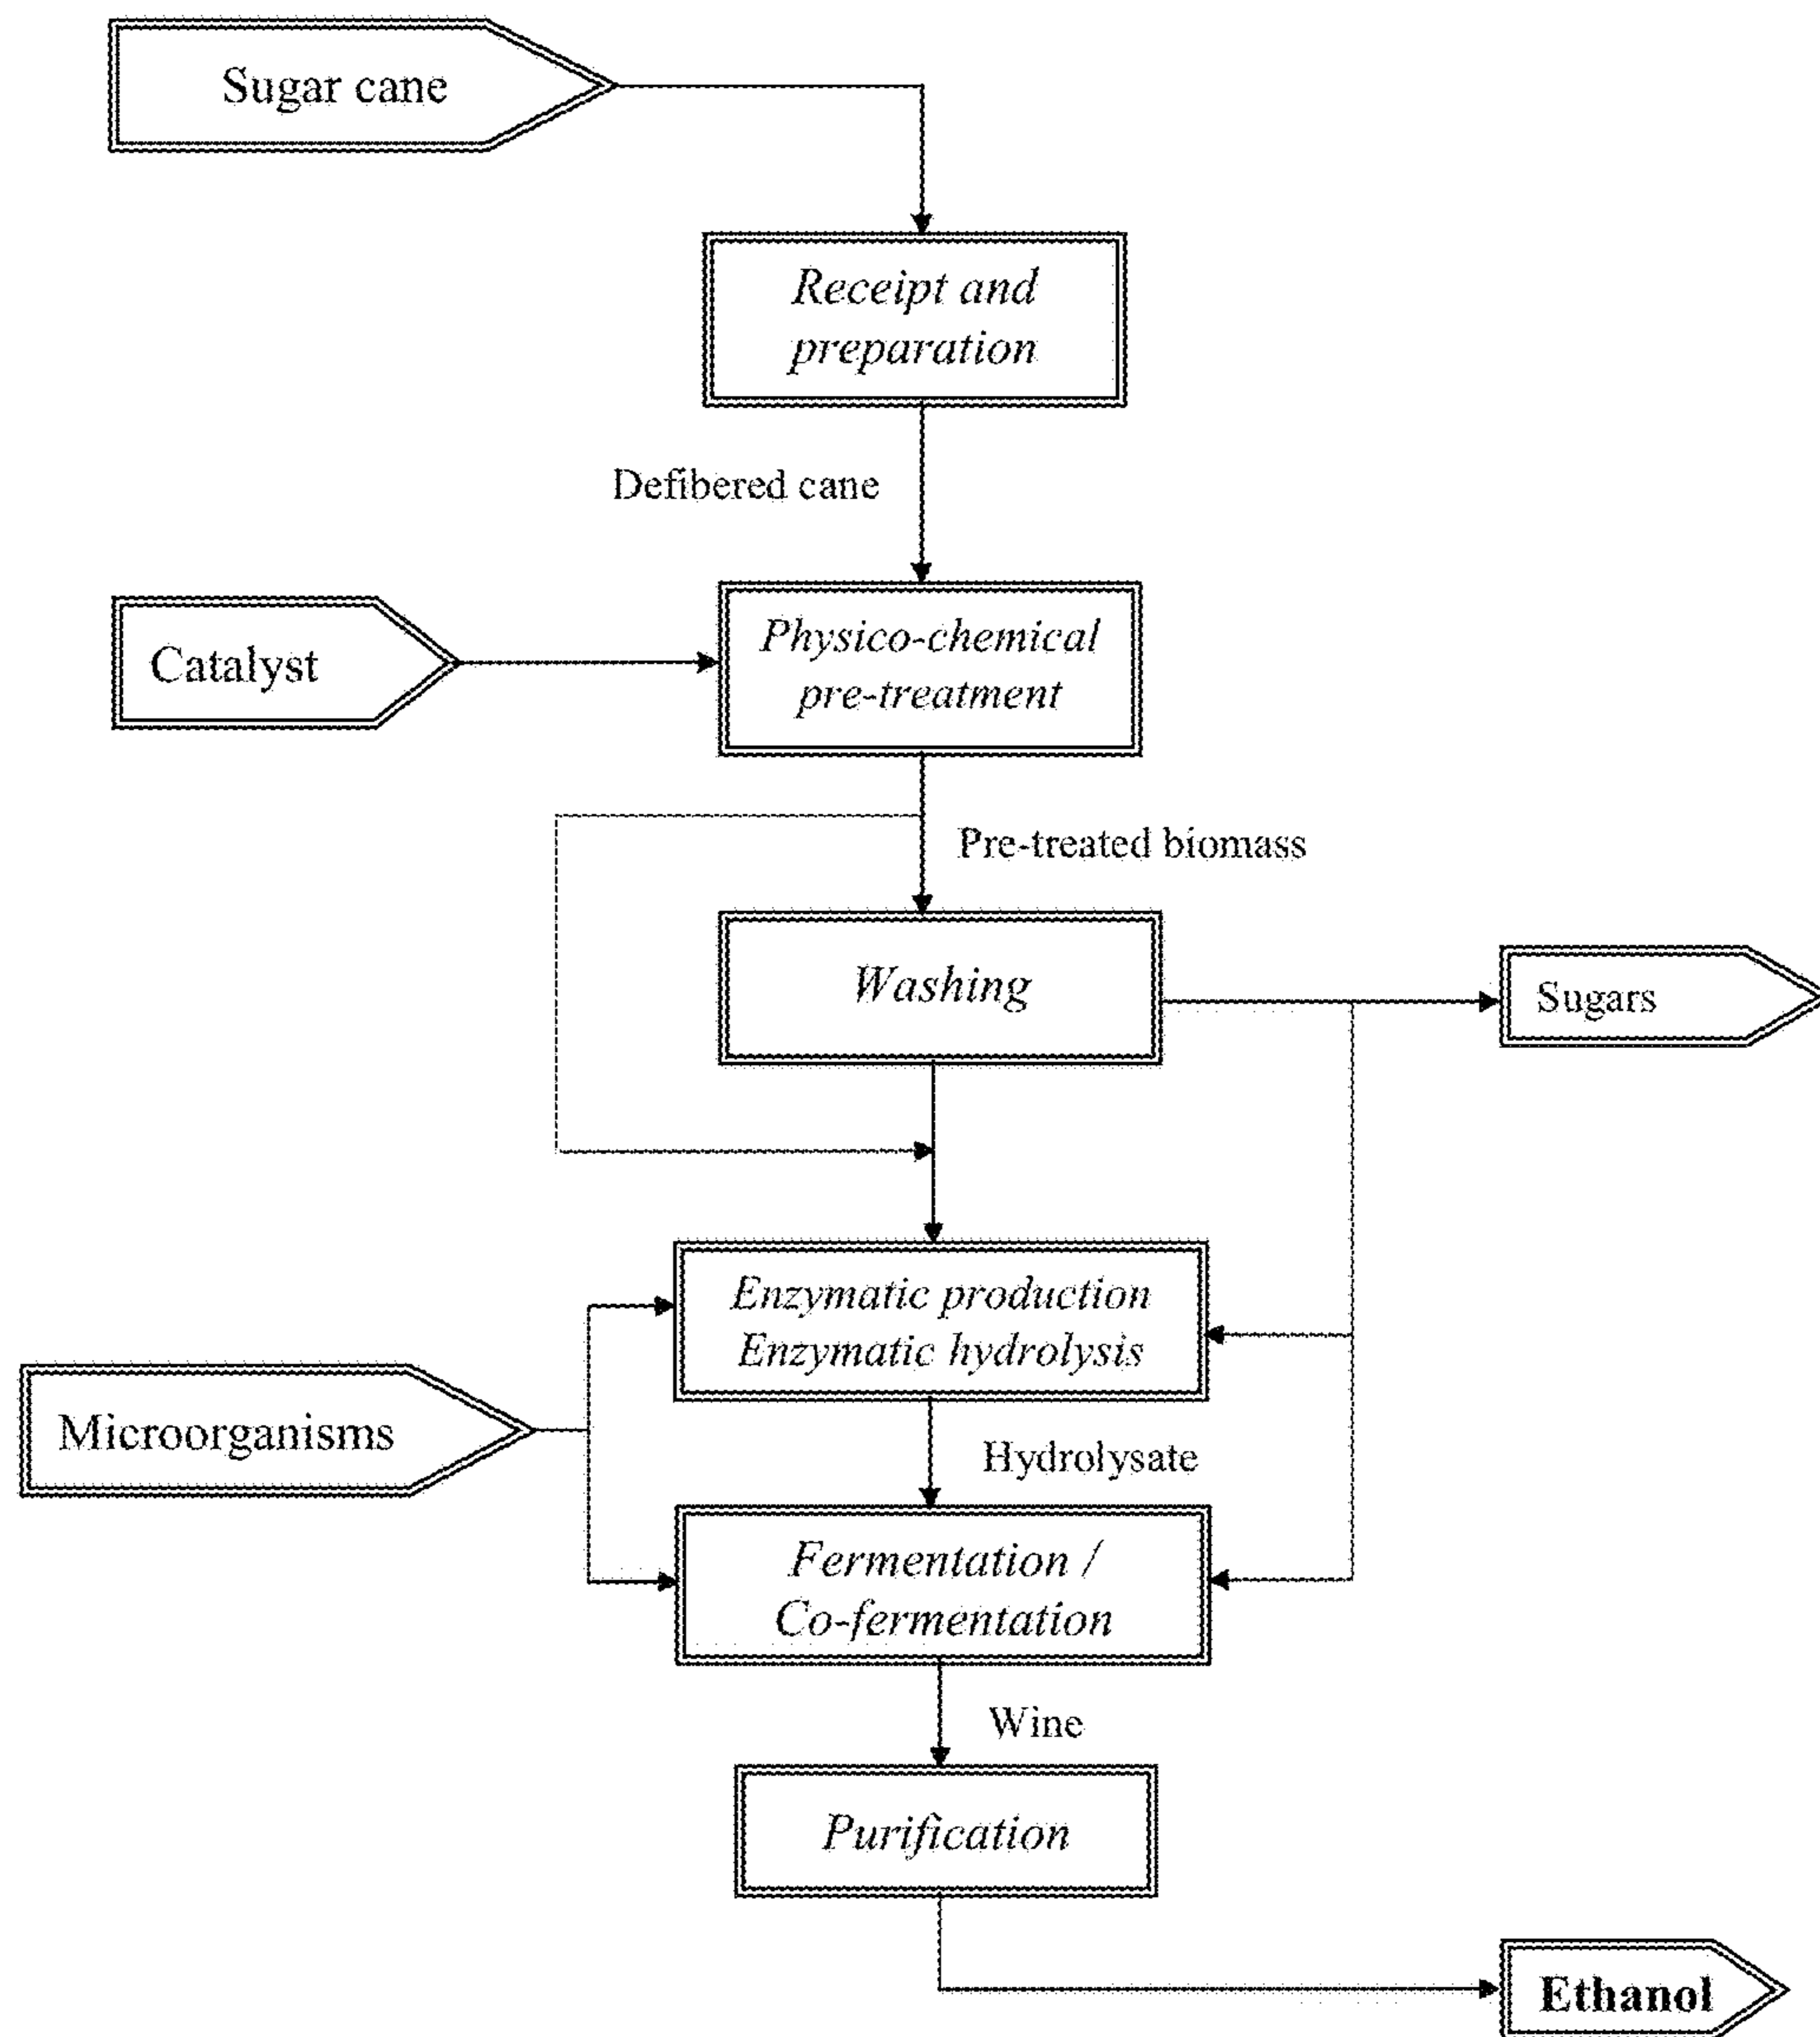 Sugar cane
Receipt and
preparation
Defibered cane
Catalyst
Physico-chemical
pre-treatment
Pre-treated biomass
Washing
Sugars
Enzymatic production
Enzymatic hydrolysis
Microorganisms
Hydrolysate
Fermentation /
Co-fermentation
Wine
Purification
Ethanol